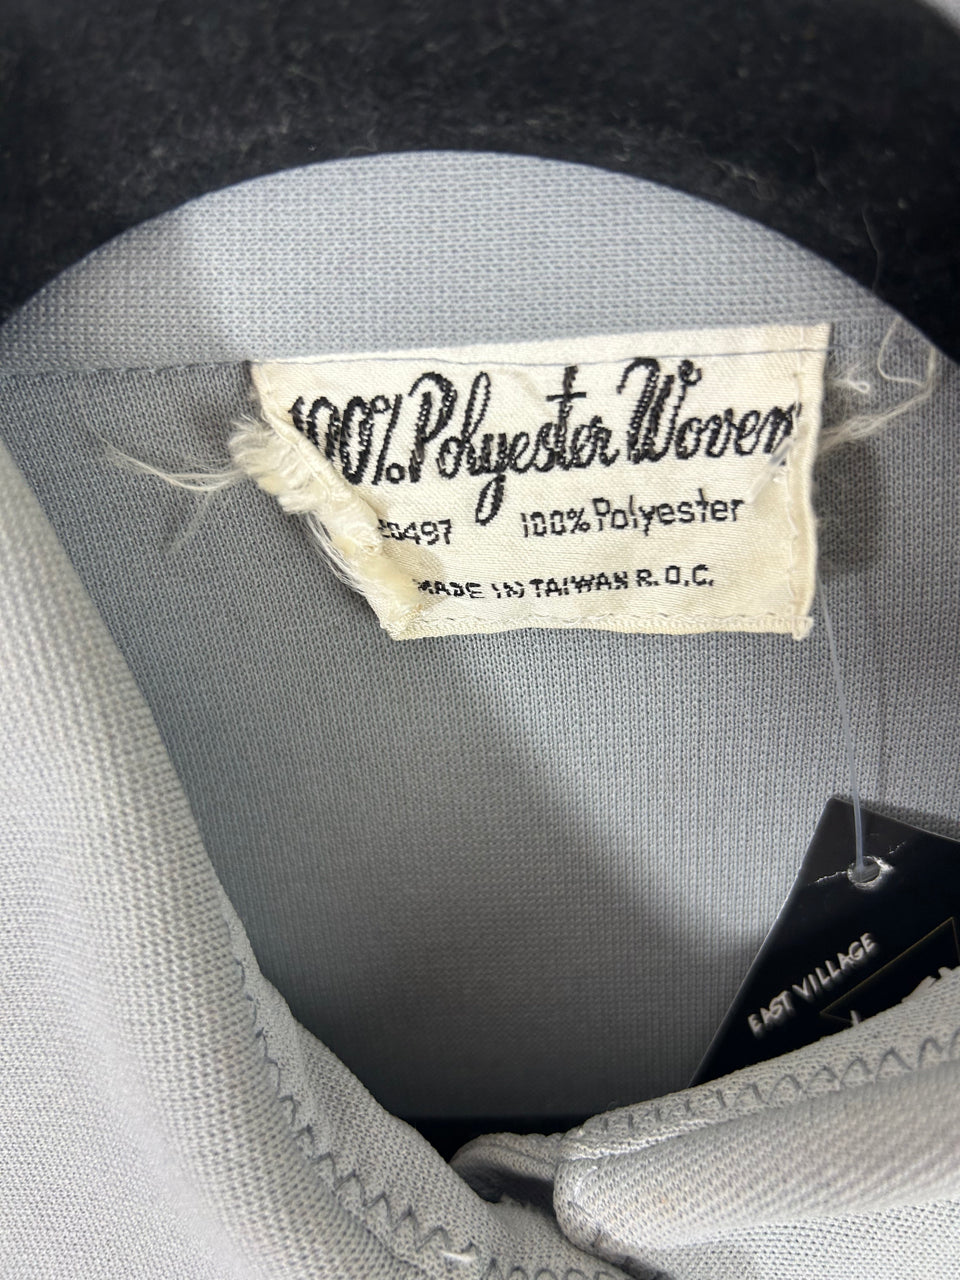 100% Polyester Woven
100% Polyester
MADE IN TAIWAN R.O.C.
EAST VILLAGE